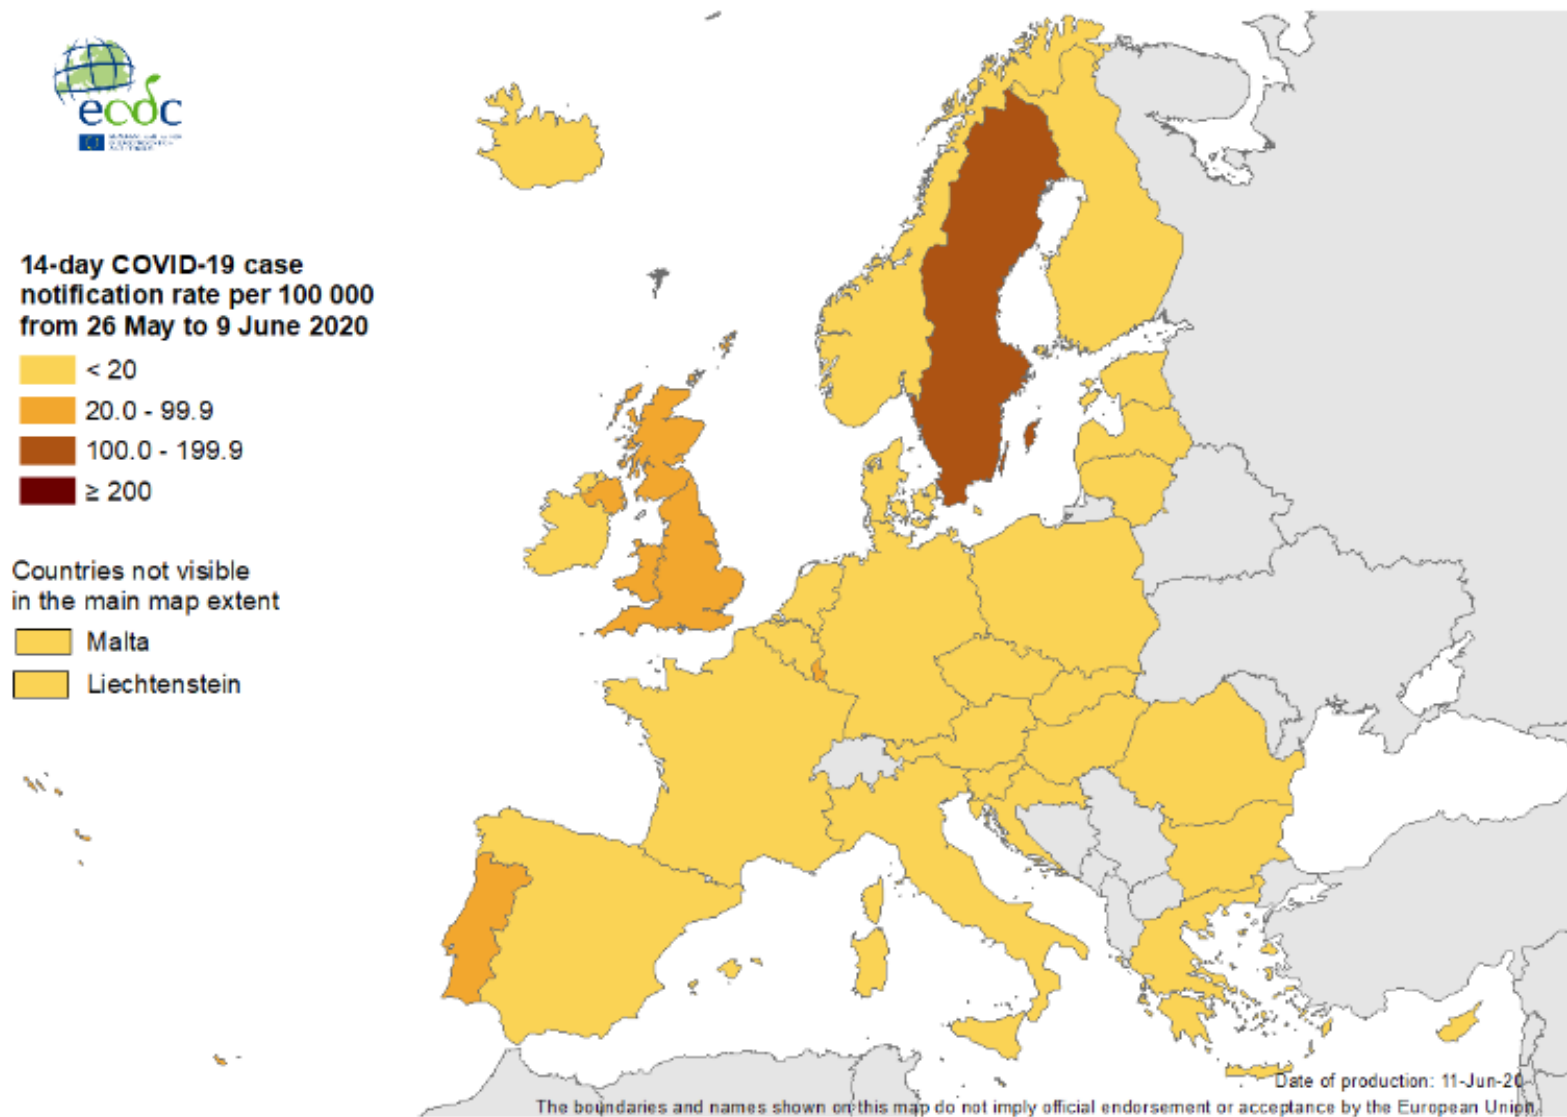 ecdc
14-day COVID-19 case
notification rate per 100 000
from 26 May to 9 June 2020
< 20
20.0 - 99.9
100.0 - 199.9
≥ 200
Countries not visible
in the main map extent
Malta
Liechtenstein
Date of production: 11-Jun-20
The boundaries and names shown on this map do not imply official endorsement or acceptance by the European Union